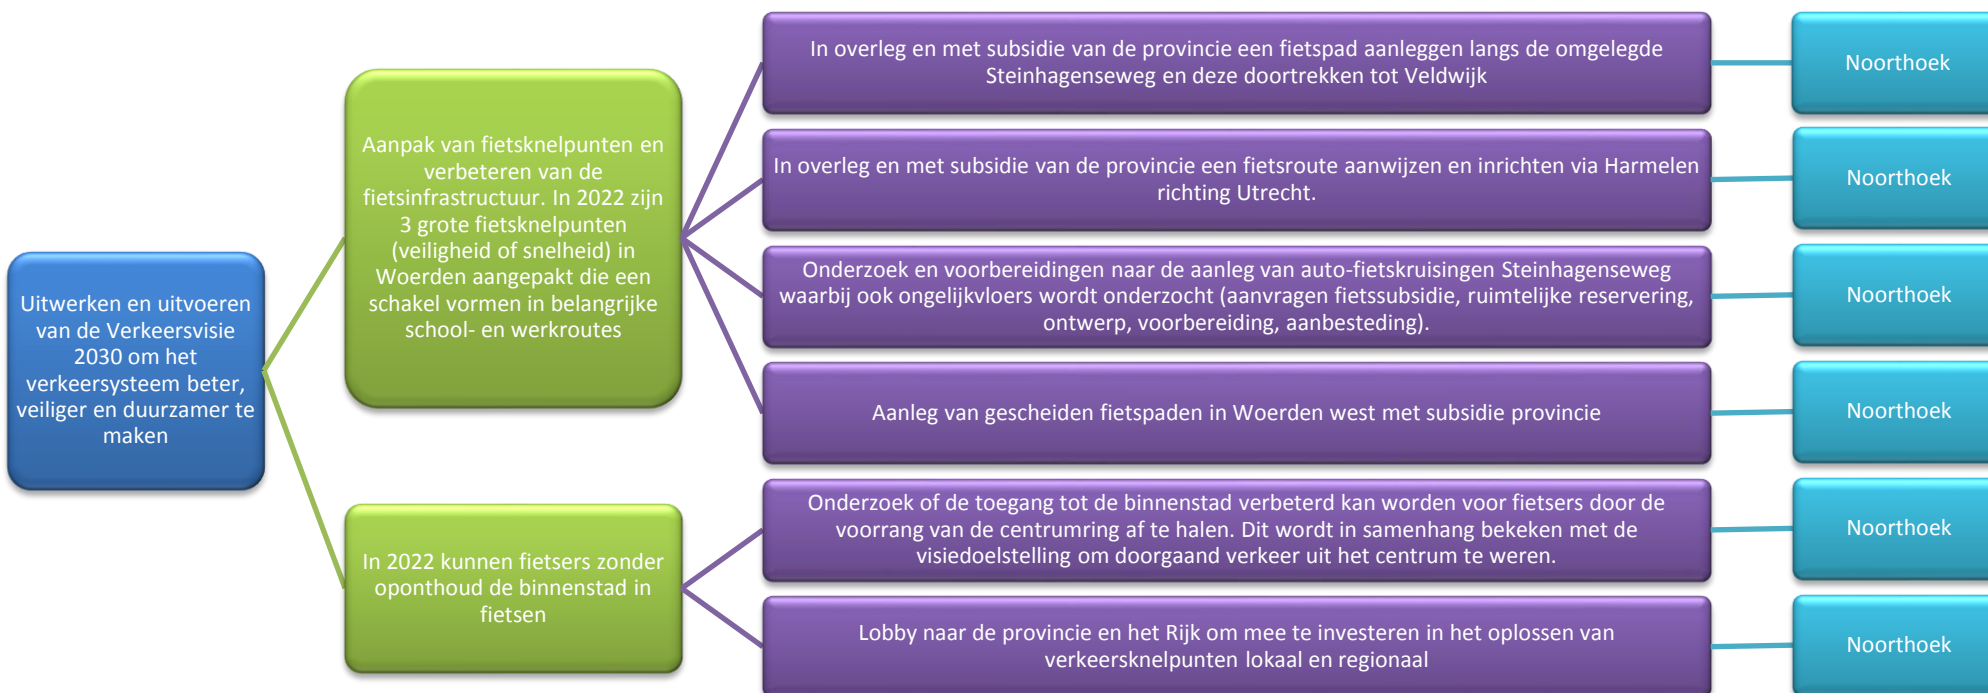 Uitwerken en uitvoeren
van de Verkeersvisie
2030 om het
verkeersysteem beter,
veiliger en duurzamer te
maken
Aanpak van fietsknelpunten en
verbeteren van de
fietsinfrastructuur. In 2022 zijn
3 grote fietsknelpunten
(veiligheid of snelheid) in
Woerden aangepakt die een
schakel vormen in belangrijke
school- en werkroutes
In overleg en met subsidie van de provincie een fietspad aanleggen langs de omgelegde
Steinhagenseweg en deze doortrekken tot Veldwijk
Noorthoek
In overleg en met subsidie van de provincie een fietsroute aanwijzen en inrichten via Harmelen
richting Utrecht.
Noorthoek
Onderzoek en voorbereidingen naar de aanleg van auto-fietskruisingen Steinhagenseweg
waarbij ook ongelijkvloers wordt onderzocht (aanvragen fietssubsidie, ruimtelijke reservering,
ontwerp, voorbereiding, aanbesteding).
Noorthoek
Aanleg van gescheiden fietspaden in Woerden west met subsidie provincie
Noorthoek
In 2022 kunnen fietsers zonder
oponthoud de binnenstad in
fietsen
Onderzoek of de toegang tot de binnenstad verbeterd kan worden voor fietsers door de
voorrang van de centrumring af te halen. Dit wordt in samenhang bekeken met de
visiedoelstelling om doorgaand verkeer uit het centrum te weren.
Noorthoek
Lobby naar de provincie en het Rijk om mee te investeren in het oplossen van
verkeersknelpunten lokaal en regionaal
Noorthoek